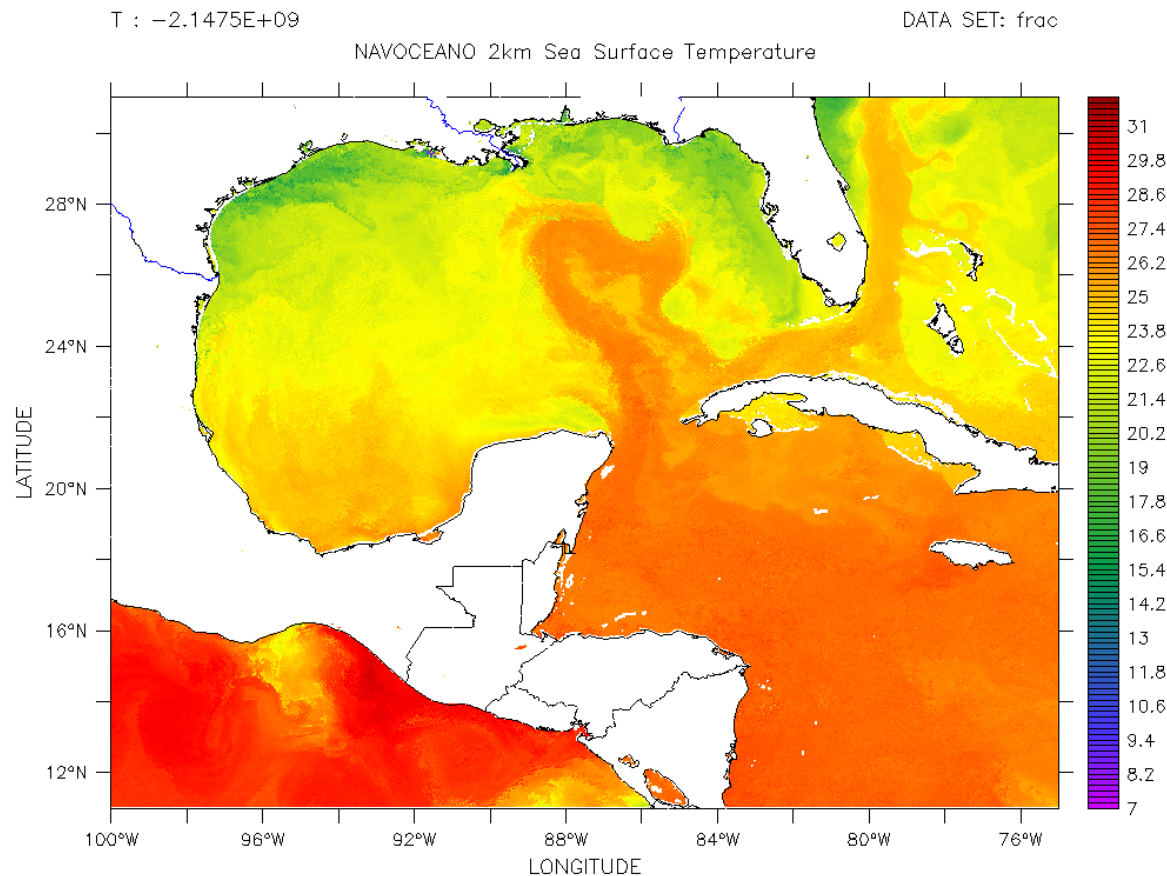 T : −2.1475E+09
DATA SET: frac
NAVOCEANO 2km Sea Surface Temperature
31
29.8
28.6
27.4
26.2
25
23.8
22.6
21.4
20.2
19
17.8
16.6
15.4
14.2
13
11.8
10.6
9.4
8.2
7
28°N
24°N
20°N
16°N
12°N
LATITUDE
100°W
96°W
92°W
88°W
84°W
80°W
76°W
LONGITUDE